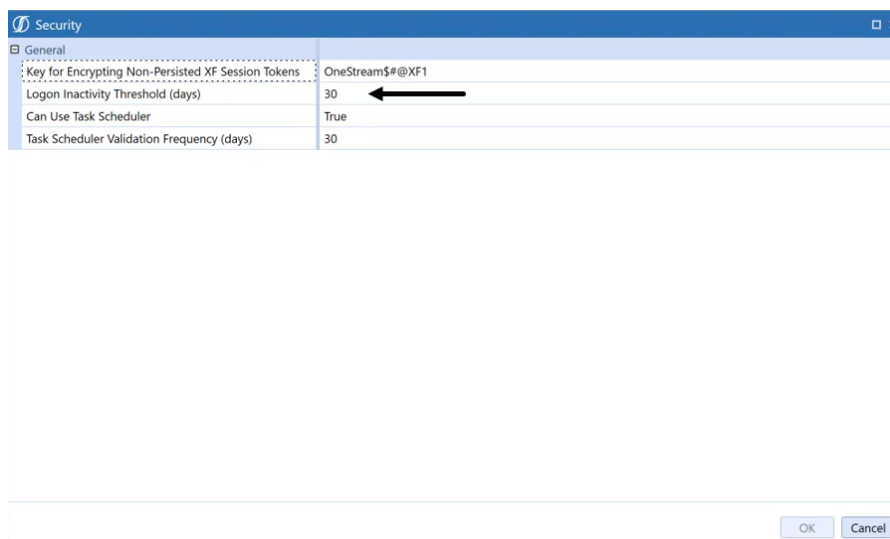 Security
General
Key for Encrypting Non-Persisted XF Session Tokens OneStream$#@XF1
Logon Inactivity Threshold (days) 30
Can Use Task Scheduler True
Task Scheduler Validation Frequency (days) 30
OK Cancel